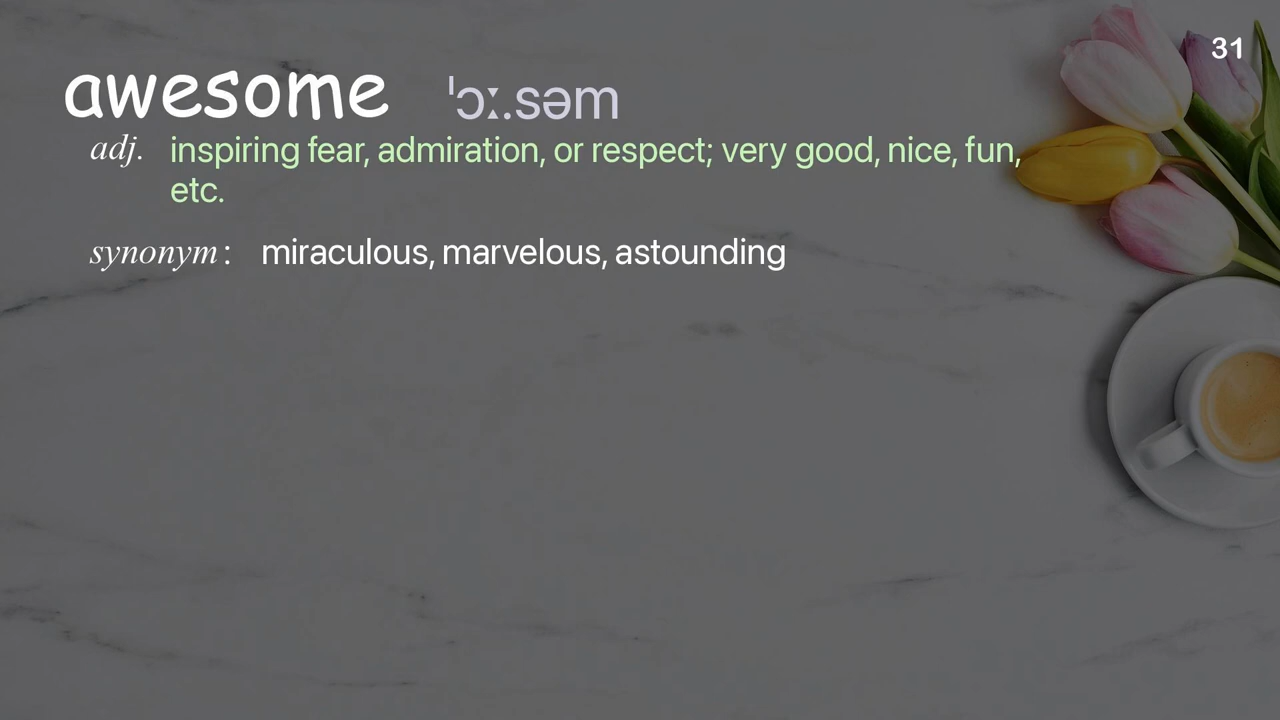 31
awesome ˈɔː.səm
adj. inspiring fear, admiration, or respect; very good, nice, fun,
etc.
synonym: miraculous, marvelous, astounding